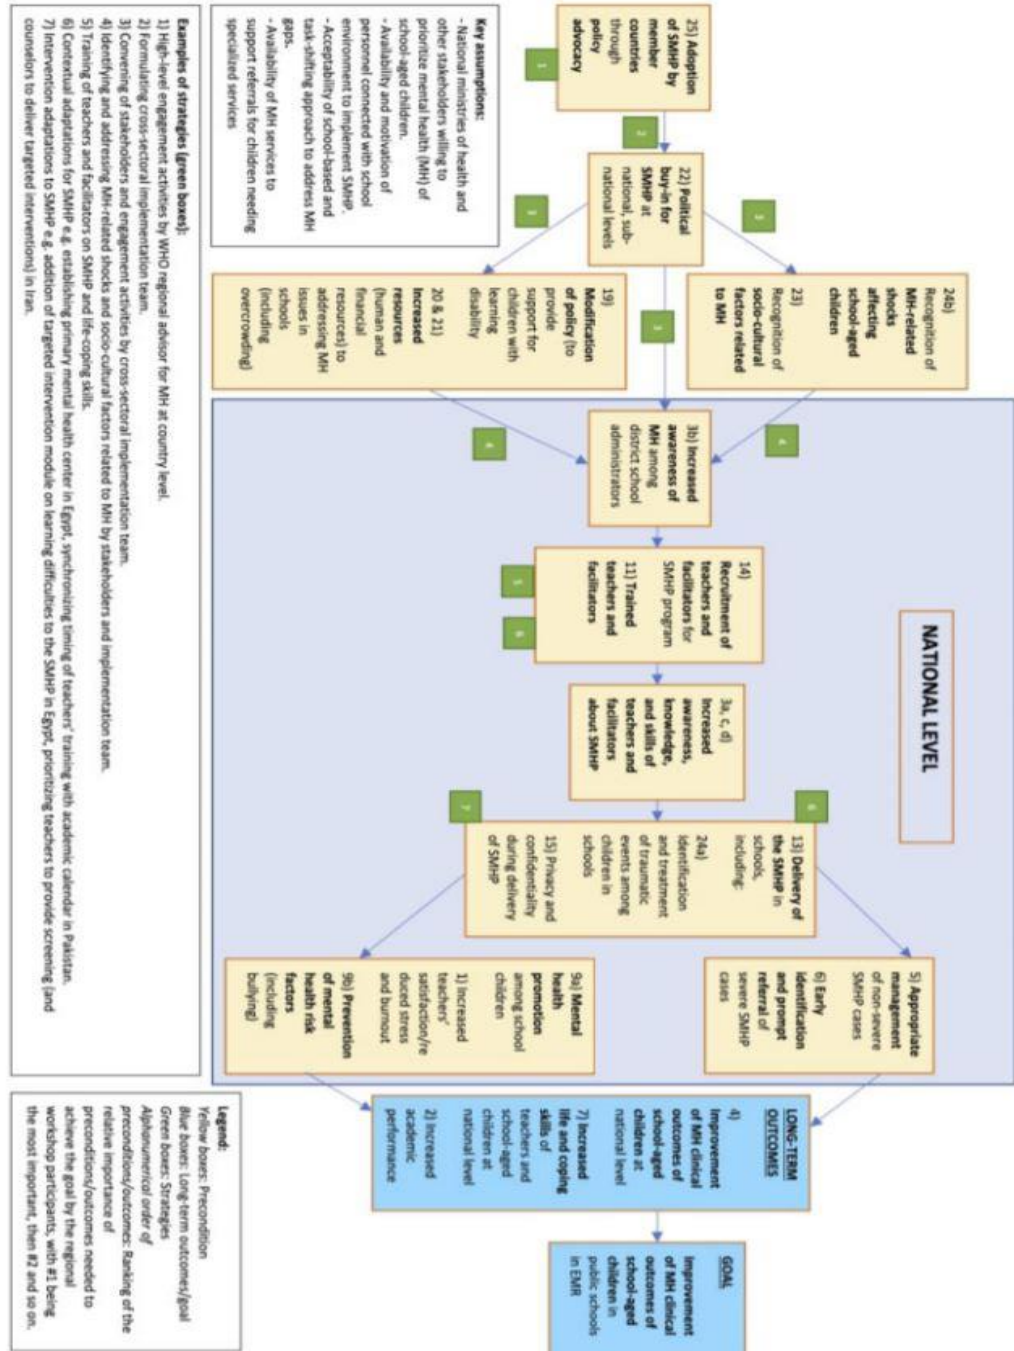 NATIONAL LEVEL
25) Adoption
of SMHP by
member
countries
through
policy
advocacy
1
2
22) Political
buy-in for
SMHP at
national, sub-
national levels
3
3
3
24b)
Recognition of
MH-related
shocks
affecting
school-aged
children
23)
Recognition of
socio-cultural
factors related
to MH
19)
Modification
of policy (to
provide
support for
children with
learning
disability
20 & 21)
Increased
resources
(human and
financial
resources) to
addressing MH
issues in
schools
(including
overcrowding)
4
4
3b) Increased
awareness of
MH among
district school
administrators
14)
Recruitment of
teachers and
facilitators for
SMHP program
11) Trained
teachers and
facilitators
5
6
3a, c, d)
Increased
awareness,
knowledge,
and skills of
teachers and
facilitators
about SMHP
6
7
13) Delivery of
the SMHP in
schools,
including:
24a)
identification
and treatment
of traumatic
events among
children in
schools
15) Privacy and
confidentiality
during delivery
of SMHP
5) Appropriate
management
of non-severe
SMHP cases
6) Early
identification
and prompt
referral of
severe SMHP
cases
9a) Mental
health
promotion
among school
children
1) Increased
teachers'
satisfaction/re
duced stress
and burnout
9b) Prevention
of mental
health risk
factors
(including
bullying)
LONG-TERM
OUTCOMES
4)
Improvement
of MH clinical
outcomes of
school-aged
children at
national level
7) Increased
life and coping
skills of
teachers and
school-aged
children at
national level
2) Increased
academic
performance
GOAL
Improvement
of MH clinical
outcomes of
school-aged
children in
public schools
in EMR
Key assumptions:
- National ministries of health and
other stakeholders willing to
prioritize mental health (MH) of
school-aged children.
- Availability and motivation of
personnel connected with school
environment to implement SMHP.
- Acceptability of school-based and
task-shifting approach to address MH
gaps.
- Availability of MH services to
support referrals for children needing
specialized services
Examples of strategies (green boxes):
1) High-level engagement activities by WHO regional advisor for MH at country level.
2) Formulating cross-sectoral implementation team.
3) Convening of stakeholders and engagement activities by cross-sectoral implementation team.
4) Identifying and addressing MH-related shocks and socio-cultural factors related to MH by stakeholders and implementation team.
5) Training of teachers and facilitators on SMHP and life-coping skills.
6) Contextual adaptations for SMHP e.g. establishing primary mental health center in Egypt, synchronizing timing of teachers' training with academic calendar in Pakistan.
7) Intervention adaptations to SMHP e.g. addition of targeted intervention module on learning difficulties to the SMHP in Egypt, prioritizing teachers to provide screening (and
counselors to deliver targeted interventions) in Iran.
Legend:
Yellow boxes: Precondition
Blue boxes: Long-term outcomes/goal
Green boxes: Strategies
Alphanumerical order of
preconditions/outcomes: Ranking of the
relative importance of
preconditions/outcomes needed to
achieve the goal by the regional
workshop participants, with #1 being
the most important, then #2 and so on.